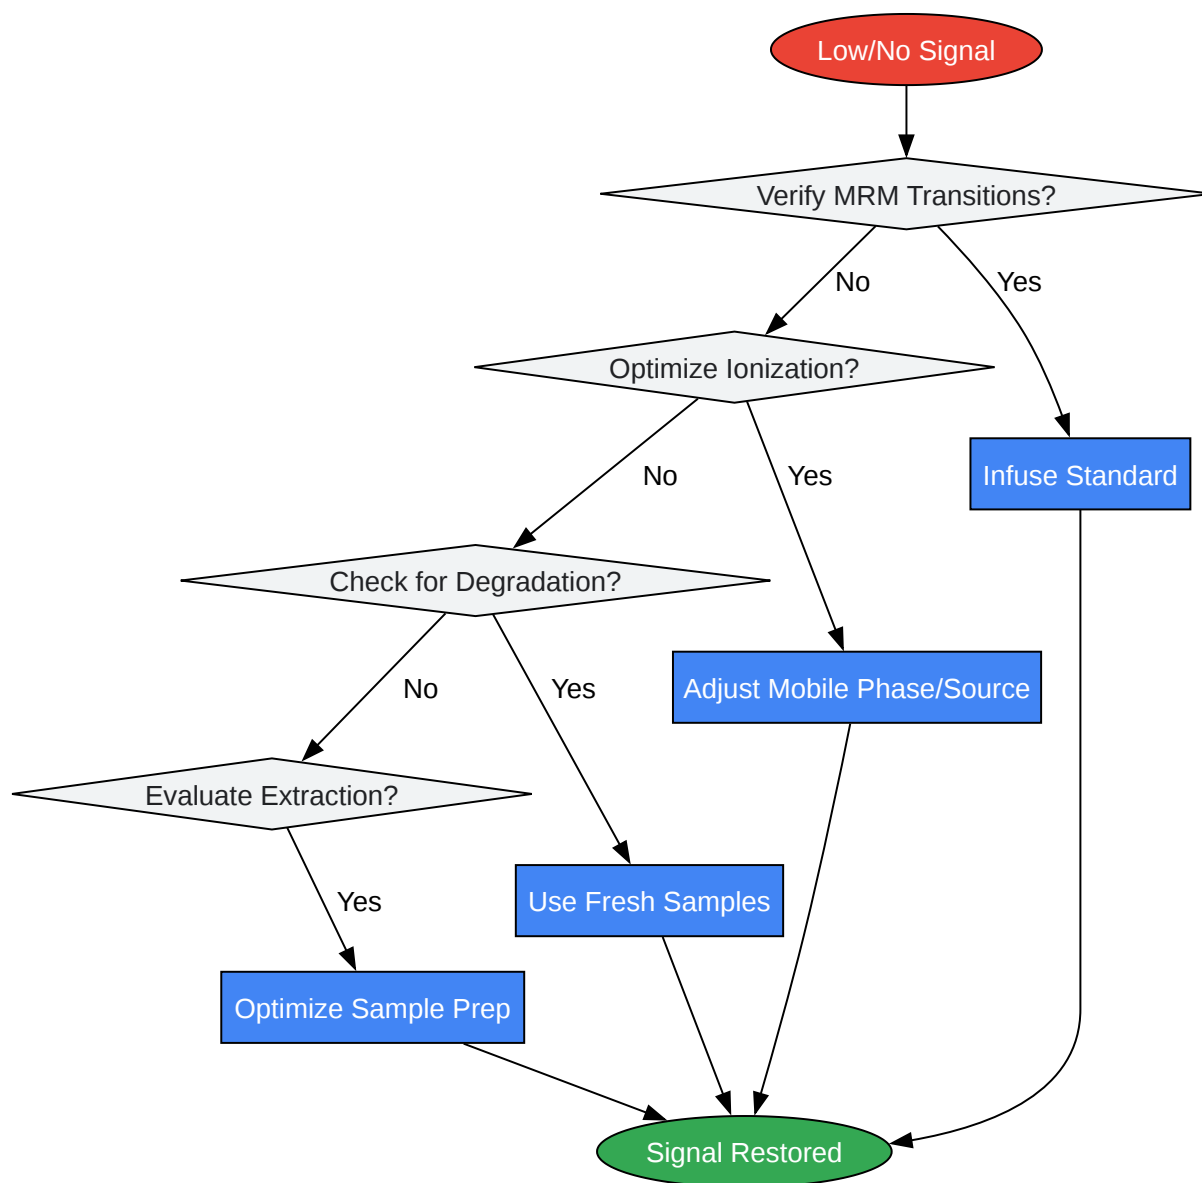 Low/No Signal
Verify MRM Transitions?
No
Yes
Optimize Ionization?
No
Yes
Infuse Standard
Check for Degradation?
No
Yes
Adjust Mobile Phase/Source
Evaluate Extraction?
Yes
Use Fresh Samples
Optimize Sample Prep
Signal Restored